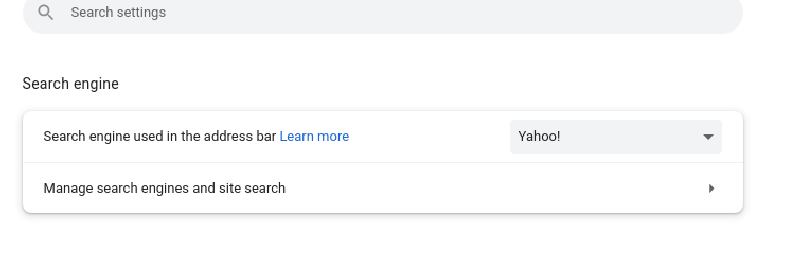 Search settings
Search engine
Search engine used in the address bar Learn more
Yahoo!
Manage search engines and site search